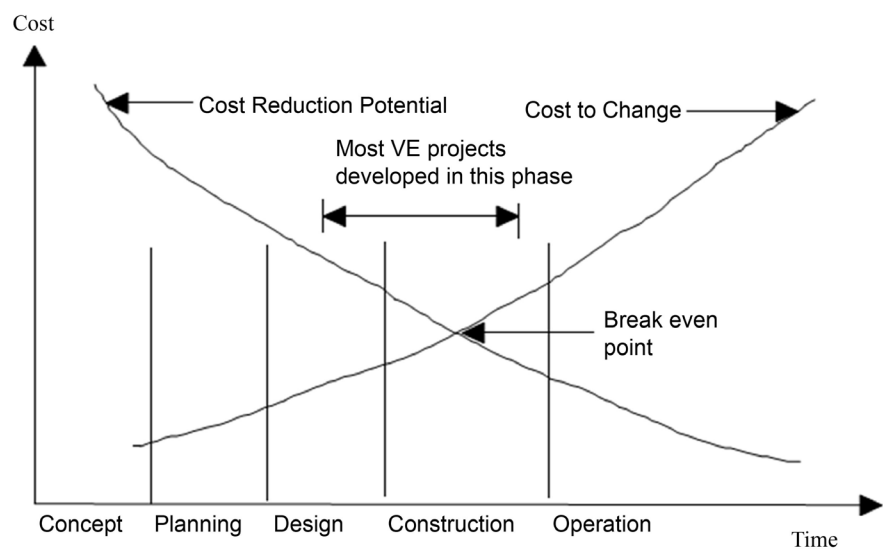 Cost
Cost Reduction Potential
Cost to Change
Most VE projects
developed in this phase
Break even
point
Concept Planning Design Construction Operation
Time